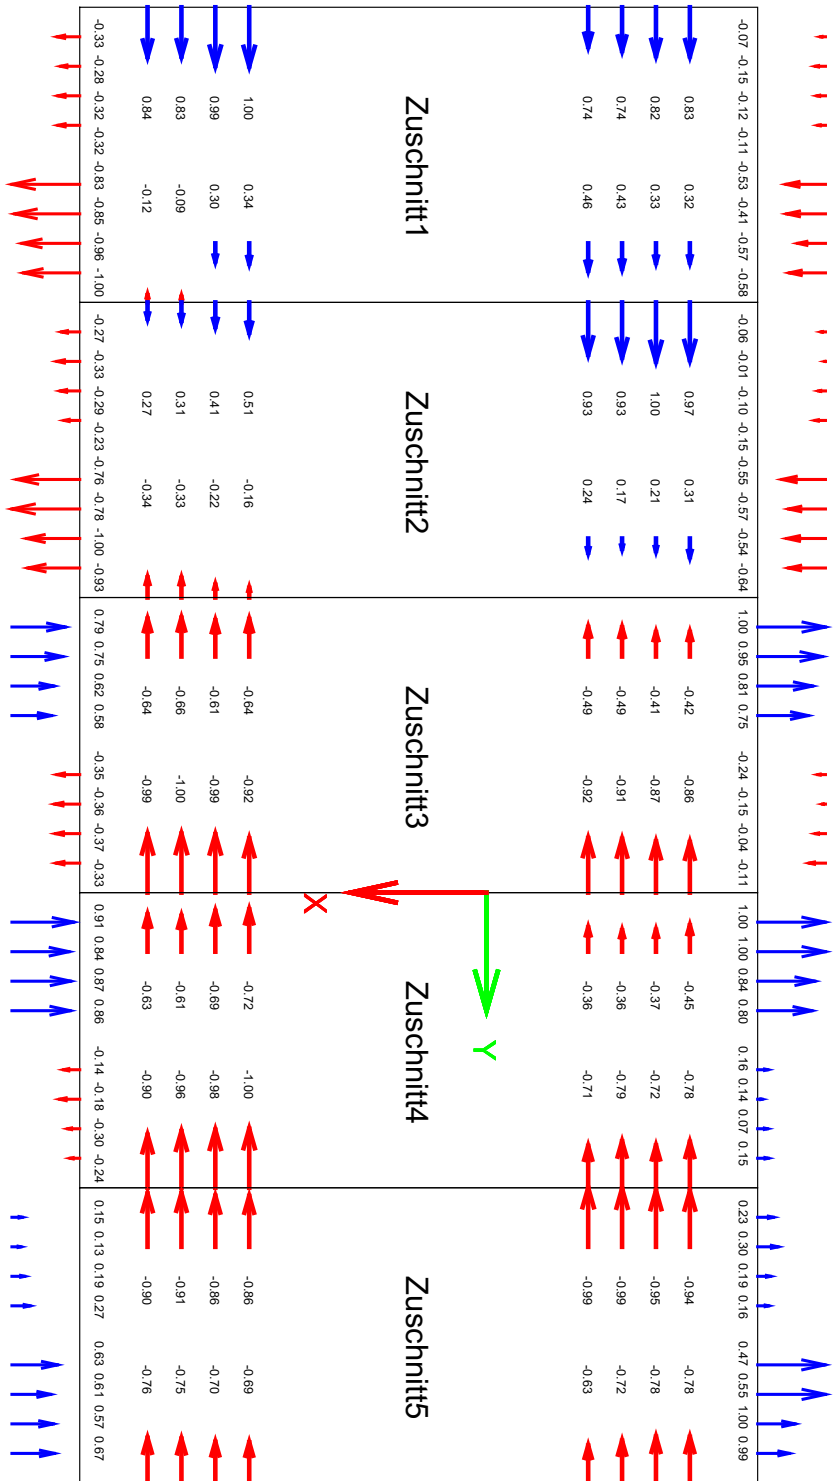 -0.07 -0.15 -0.12 -0.11 -0.53 -0.41 -0.57 -0.58 -0.06 -0.01 -0.10 -0.15 -0.55 -0.57 -0.54 -0.64 1.00 0.95 0.81 0.75 -0.24 -0.15 -0.04 -0.11 1.00 1.00 0.84 0.80 0.16 0.14 0.07 0.15 0.23 0.30 0.19 0.16 0.47 0.55 1.00 0.99
0.83 0.32 0.97 0.31 -0.42 -0.86 -0.45 -0.78 -0.94 -0.78
0.82 0.33 1.00 0.21 -0.41 -0.87 -0.37 -0.72 -0.95 -0.78
0.74 0.43 0.93 0.17 -0.49 -0.91 -0.36 -0.79 -0.99 -0.72
0.74 0.46 0.93 0.24 -0.49 -0.92 -0.36 -0.71 -0.99 -0.63
Y
Zuschnitt1 Zuschnitt2 Zuschnitt3 Zuschnitt4 Zuschnitt5
X
1.00 0.34 0.51 -0.16 -0.64 -0.92 -0.72 -1.00 -0.86 -0.69
0.99 0.30 0.41 -0.22 -0.61 -0.99 -0.69 -0.98 -0.86 -0.70
0.83 -0.09 0.31 -0.33 -0.66 -1.00 -0.61 -0.96 -0.91 -0.75
0.84 -0.12 0.27 -0.34 -0.64 -0.99 -0.63 -0.90 -0.90 -0.76
-0.33 -0.28 -0.32 -0.32 -0.83 -0.85 -0.96 -1.00 -0.27 -0.33 -0.29 -0.23 -0.76 -0.78 -1.00 -0.93 0.79 0.75 0.62 0.58 -0.35 -0.36 -0.37 -0.33 0.91 0.84 0.87 0.86 -0.14 -0.18 -0.30 -0.24 0.15 0.13 0.19 0.27 0.63 0.61 0.57 0.67